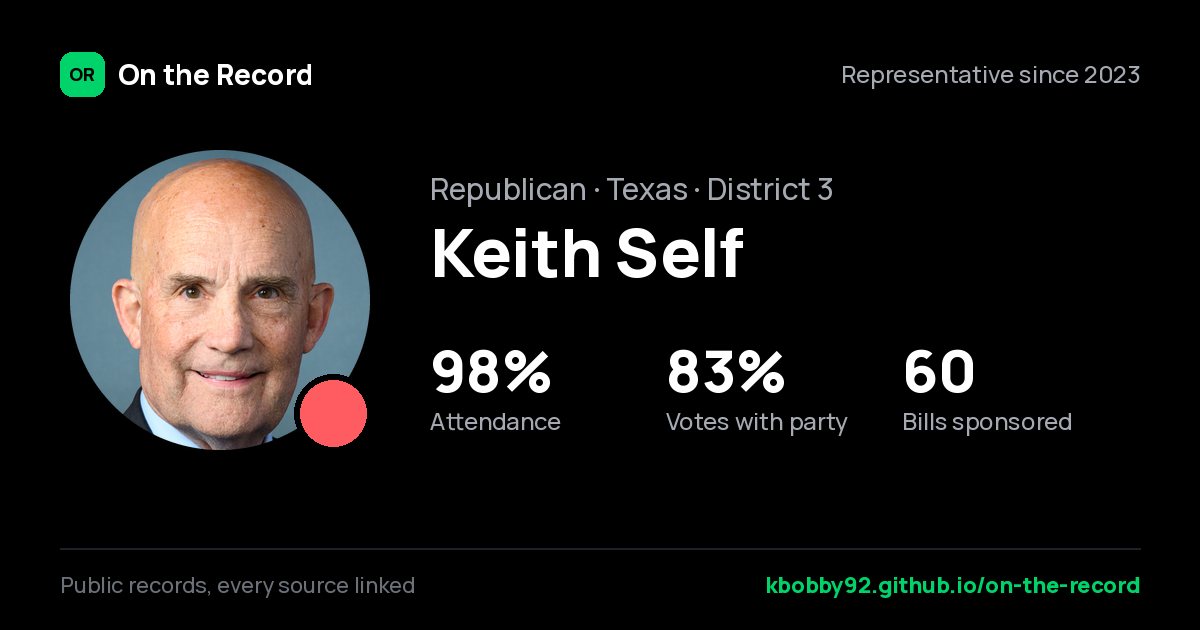 OR On the Record
Representative since 2023
Republican · Texas · District 3
Keith Self
98% 83% 60
Attendance Votes with party Bills sponsored
Public records, every source linked
kbobby92.github.io/on-the-record